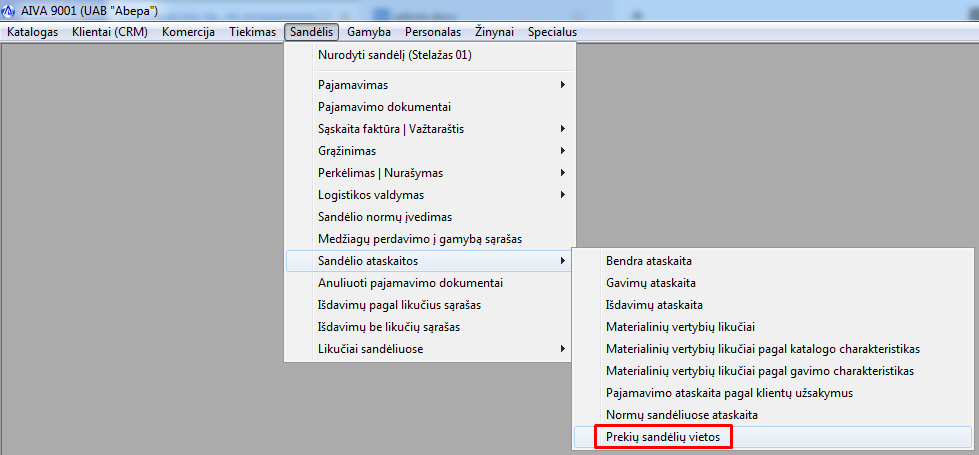 AIVA 9001 (UAB "Abepa")
Katalogas Klientai (CRM) Komercija Tiekimas Sandėlis Gamyba Personalas Žinynai Specialus
Nurodyti sandėlį (Stelažas 01)
Pajamavimas
Pajamavimo dokumentai
Sąskaita faktūra | Važtaraštis
Grąžinimas
Perkėlimas | Nurašymas
Logistikos valdymas
Sandėlio normų įvedimas
Medžiagų perdavimo į gamybą sąrašas
Sandėlio ataskaitos
Anuliuoti pajamavimo dokumentai
Išdavimų pagal likučius sąrašas
Išdavimų be likučių sąrašas
Likučiai sandėliuose
Bendra ataskaita
Gavimų ataskaita
Išdavimų ataskaita
Materialinių vertybių likučiai
Materialinių vertybių likučiai pagal katalogo charakteristikas
Materialinių vertybių likučiai pagal gavimo charakteristikas
Pajamavimo ataskaita pagal klientų užsakymus
Normų sandėliuose ataskaita
Prekių sandėlių vietos